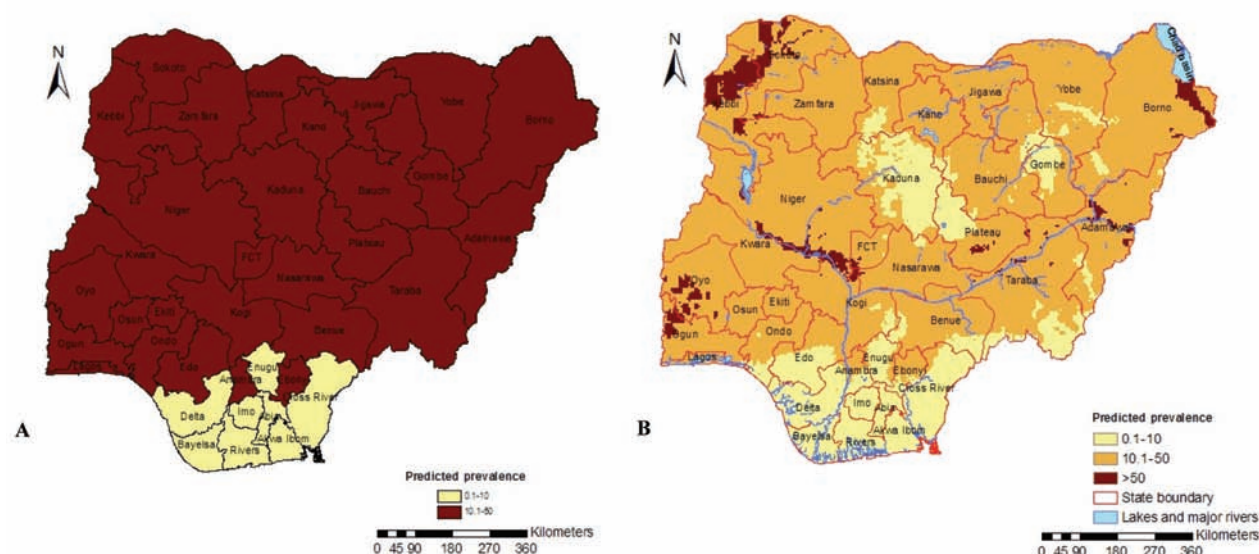 N
Sokoto
Katsina
Jigawa
Yobe
Borno
Kebbi
Zamfara
Kano
Kaduna
Bauchi
Gombe
Niger
Plateau
Adamawa
Kwara
FCT
Nasarawa
Taraba
Oyo
Osun
Ekiti
Kogi
Benue
Ogun
Ondo
Lagos
Edo
Enugu
Anambra
Ebonyi
Cross River
Delta
Imo
Abia
Bayelsa
Rivers
Akwa Ibom
A
Predicted prevalence
0.1-10
10.1-50
Kilometers
0 45 90 180 270 360
N
Chad basin
Sokoto
Katsina
Jigawa
Yobe
Borno
Kebbi
Zamfara
Kano
Gombe
Kaduna
Bauchi
Niger
Plateau
Adamawa
Kwara
FCT
Nasarawa
Taraba
Oyo
Osun
Ekiti
Kogi
Benue
Ogun
Ondo
Lagos
Edo
Enugu
Anambra
Ebonyi
Cross River
Delta
Imo
Abia
Bayelsa
Rivers
Akwa Ibom
B
Predicted prevalence
0.1-10
10.1-50
>50
State boundary
Lakes and major rivers
Kilometers
0 45 90 180 270 360